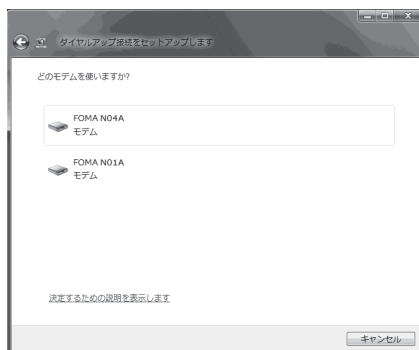 ダイヤルアップ接続をセットアップします
どのモデムを使いますか?
FOMA N04A
モデム
FOMA N01A
モデム
決定するための説明を表示します
キャンセル